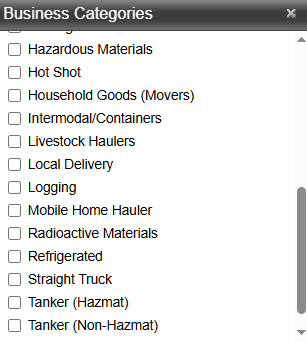 Business Categories
Hazardous Materials
Hot Shot
Household Goods (Movers)
Intermodal/Containers
Livestock Haulers
Local Delivery
Logging
Mobile Home Hauler
Radioactive Materials
Refrigerated
Straight Truck
Tanker (Hazmat)
Tanker (Non-Hazmat)